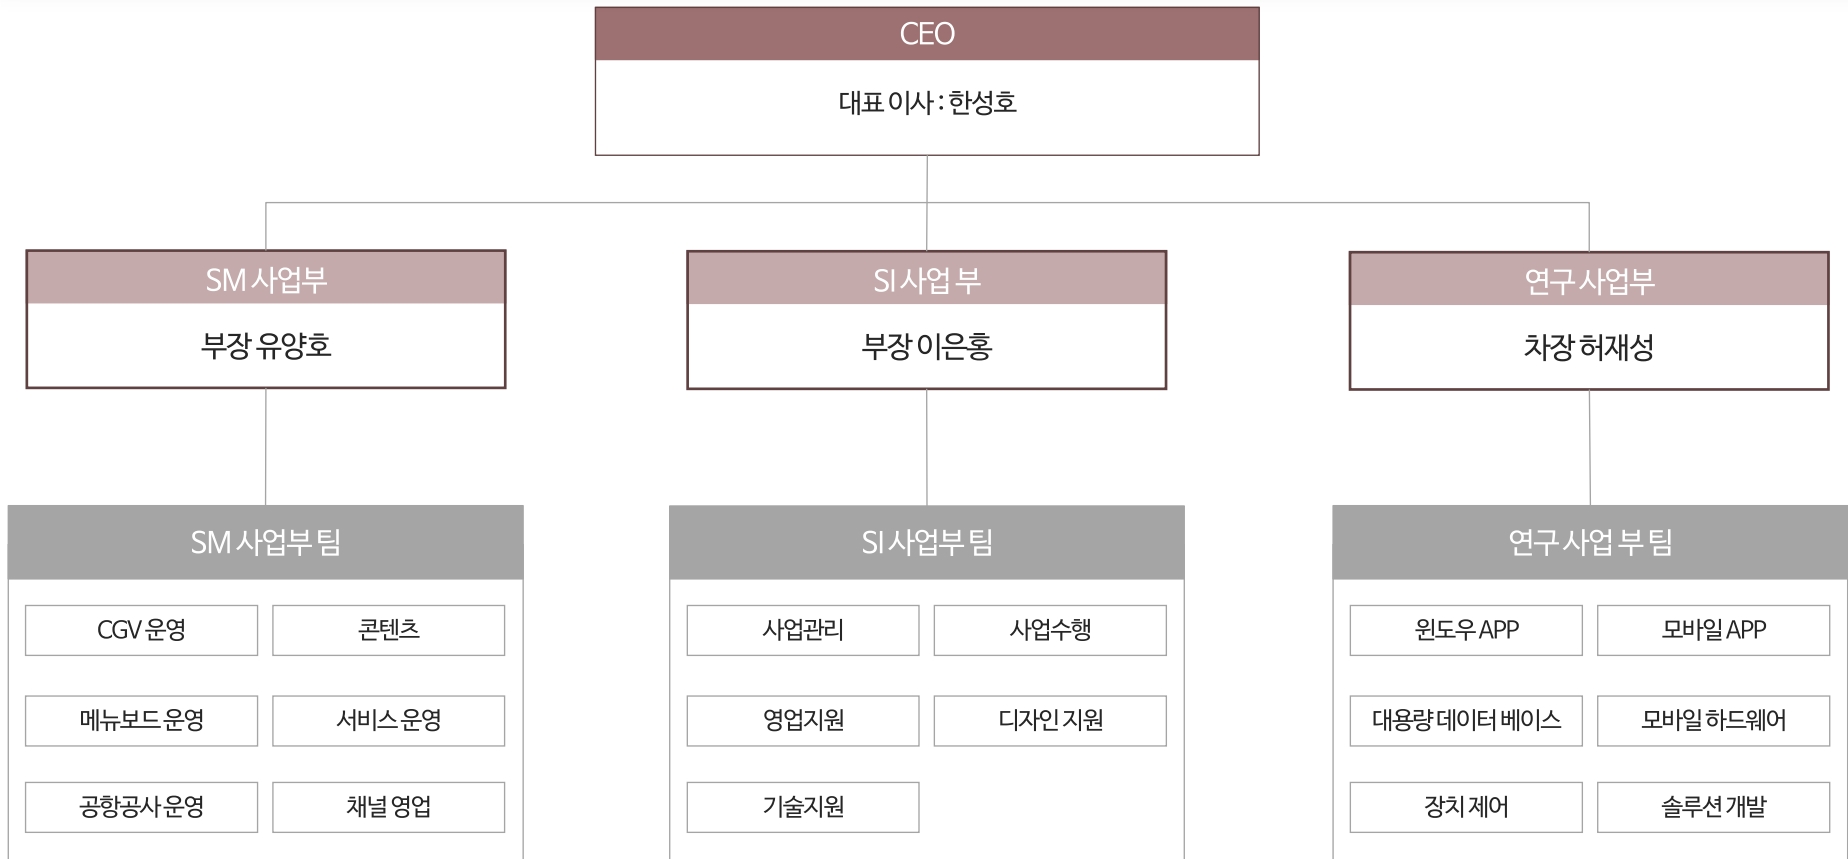 CEO
대표 이사 : 한성호
SM 사업부
부장 유양호
SI 사업 부
부장 이은홍
연구 사업부
차장 허재성
SM 사업부 팀
CGV 운영
콘텐츠
메뉴보드 운영
서비스 운영
공항공사 운영
채널 영업
SI 사업부 팀
사업관리
사업수행
영업지원
디자인 지원
기술지원
연구 사업 부 팀
윈도우 APP
모바일 APP
대용량 데이터 베이스
모바일 하드웨어
장치 제어
솔루션 개발